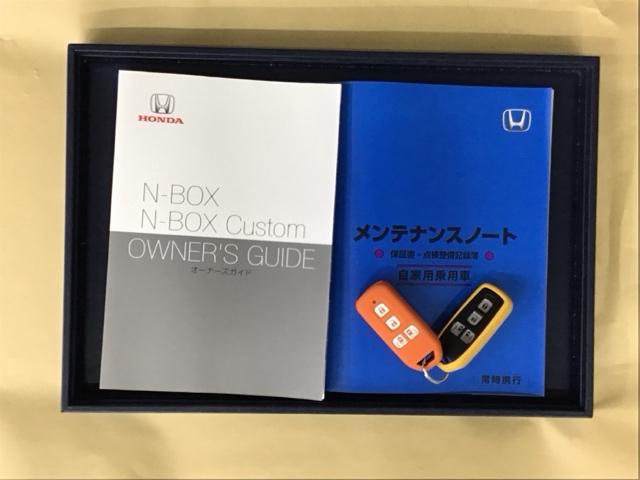 HONDA
N-BOX
N-BOX Custom
OWNER'S GUIDE
オーナーズガイド
メンテナンスノート
保証書・点検整備記録簿
自家用乗用車
常時携行